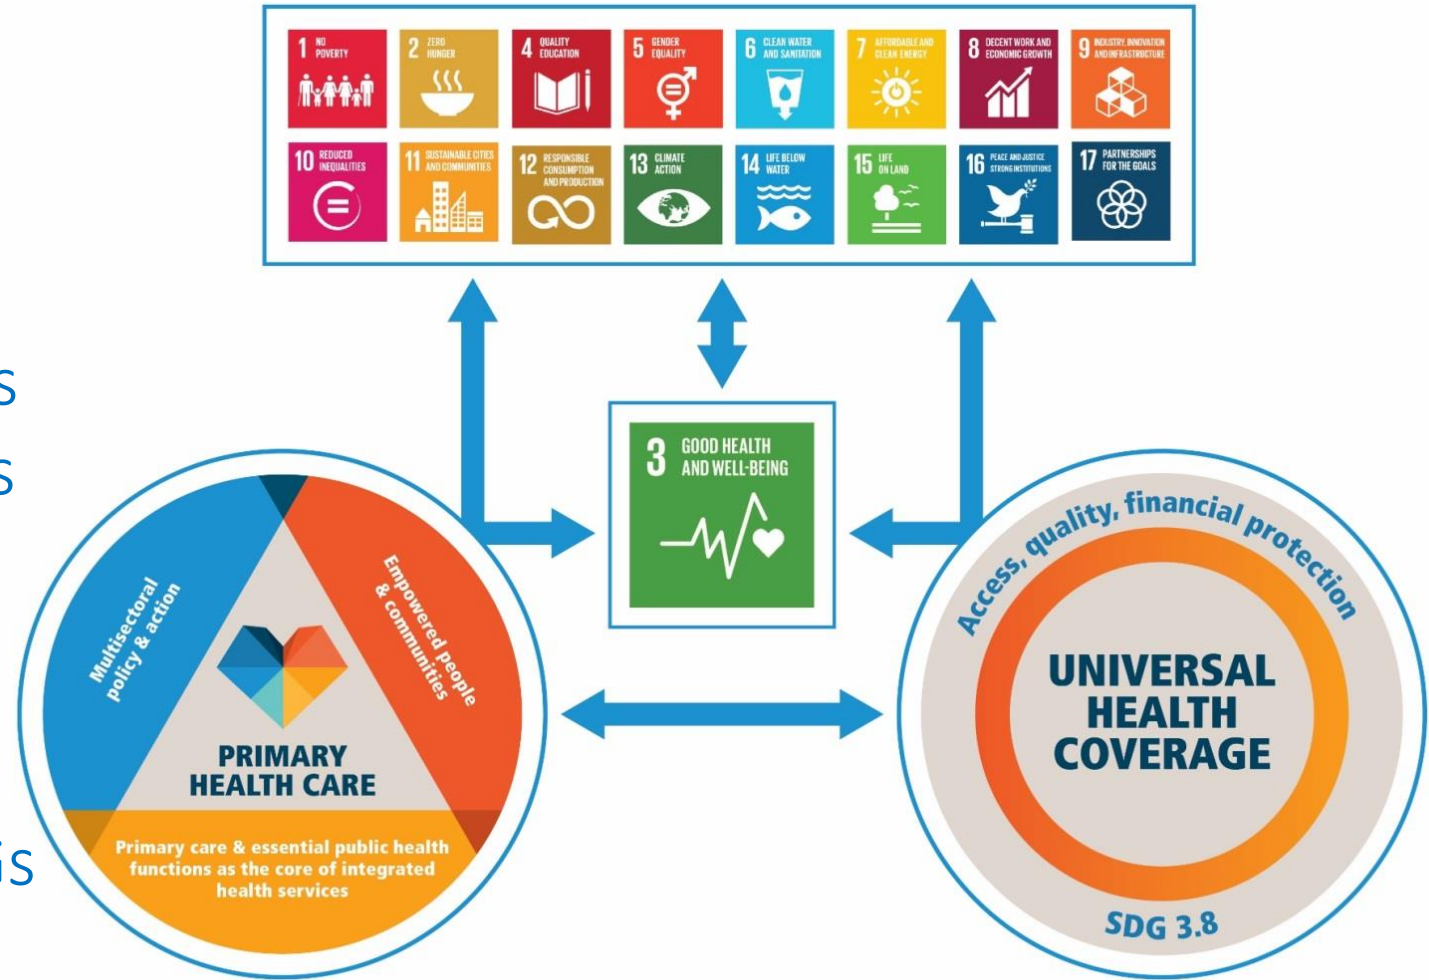 1 NO
POVERTY
2 ZERO
HUNGER
4 QUALITY
EDUCATION
5 GENDER
EQUALITY
6 CLEAN WATER
AND SANITATION
7 AFFORDABLE AND
CLEAN ENERGY
8 DECENT WORK AND
ECONOMIC GROWTH
9 INDUSTRY, INNOVATION
AND INFRASTRUCTURE
10 REDUCED
INEQUALITIES
11 SUSTAINABLE CITIES
AND COMMUNITIES
12 RESPONSIBLE
CONSUMPTION
AND PRODUCTION
13 CLIMATE
ACTION
14 LIFE BELOW
WATER
15 LIFE
ON LAND
16 PEACE AND JUSTICE
STRONG INSTITUTIONS
17 PARTNERSHIPS
FOR THE GOALS
s
s
is
3 GOOD HEALTH
AND WELL-BEING
Multisectoral
policy & action
Empowered people
& communities
PRIMARY
HEALTH CARE
Primary care & essential public health
functions as the core of integrated
health services
Access, quality, financial protection
UNIVERSAL
HEALTH
COVERAGE
SDG 3.8